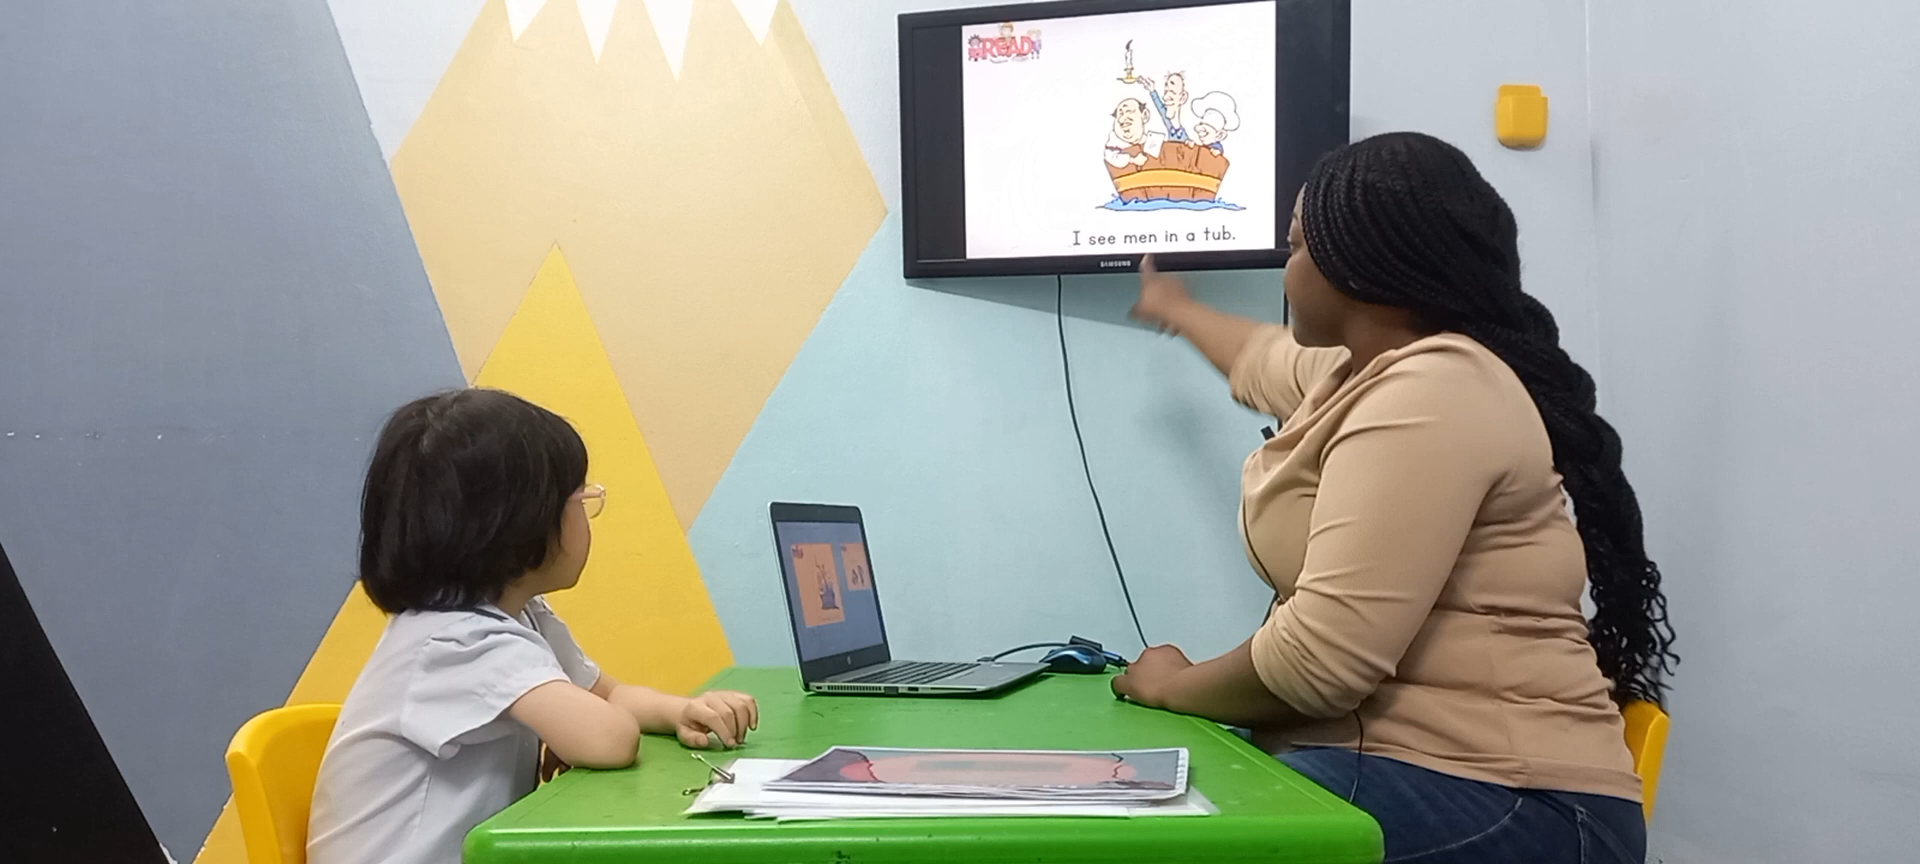 READ
I see men in a tub.
SAMSUNG